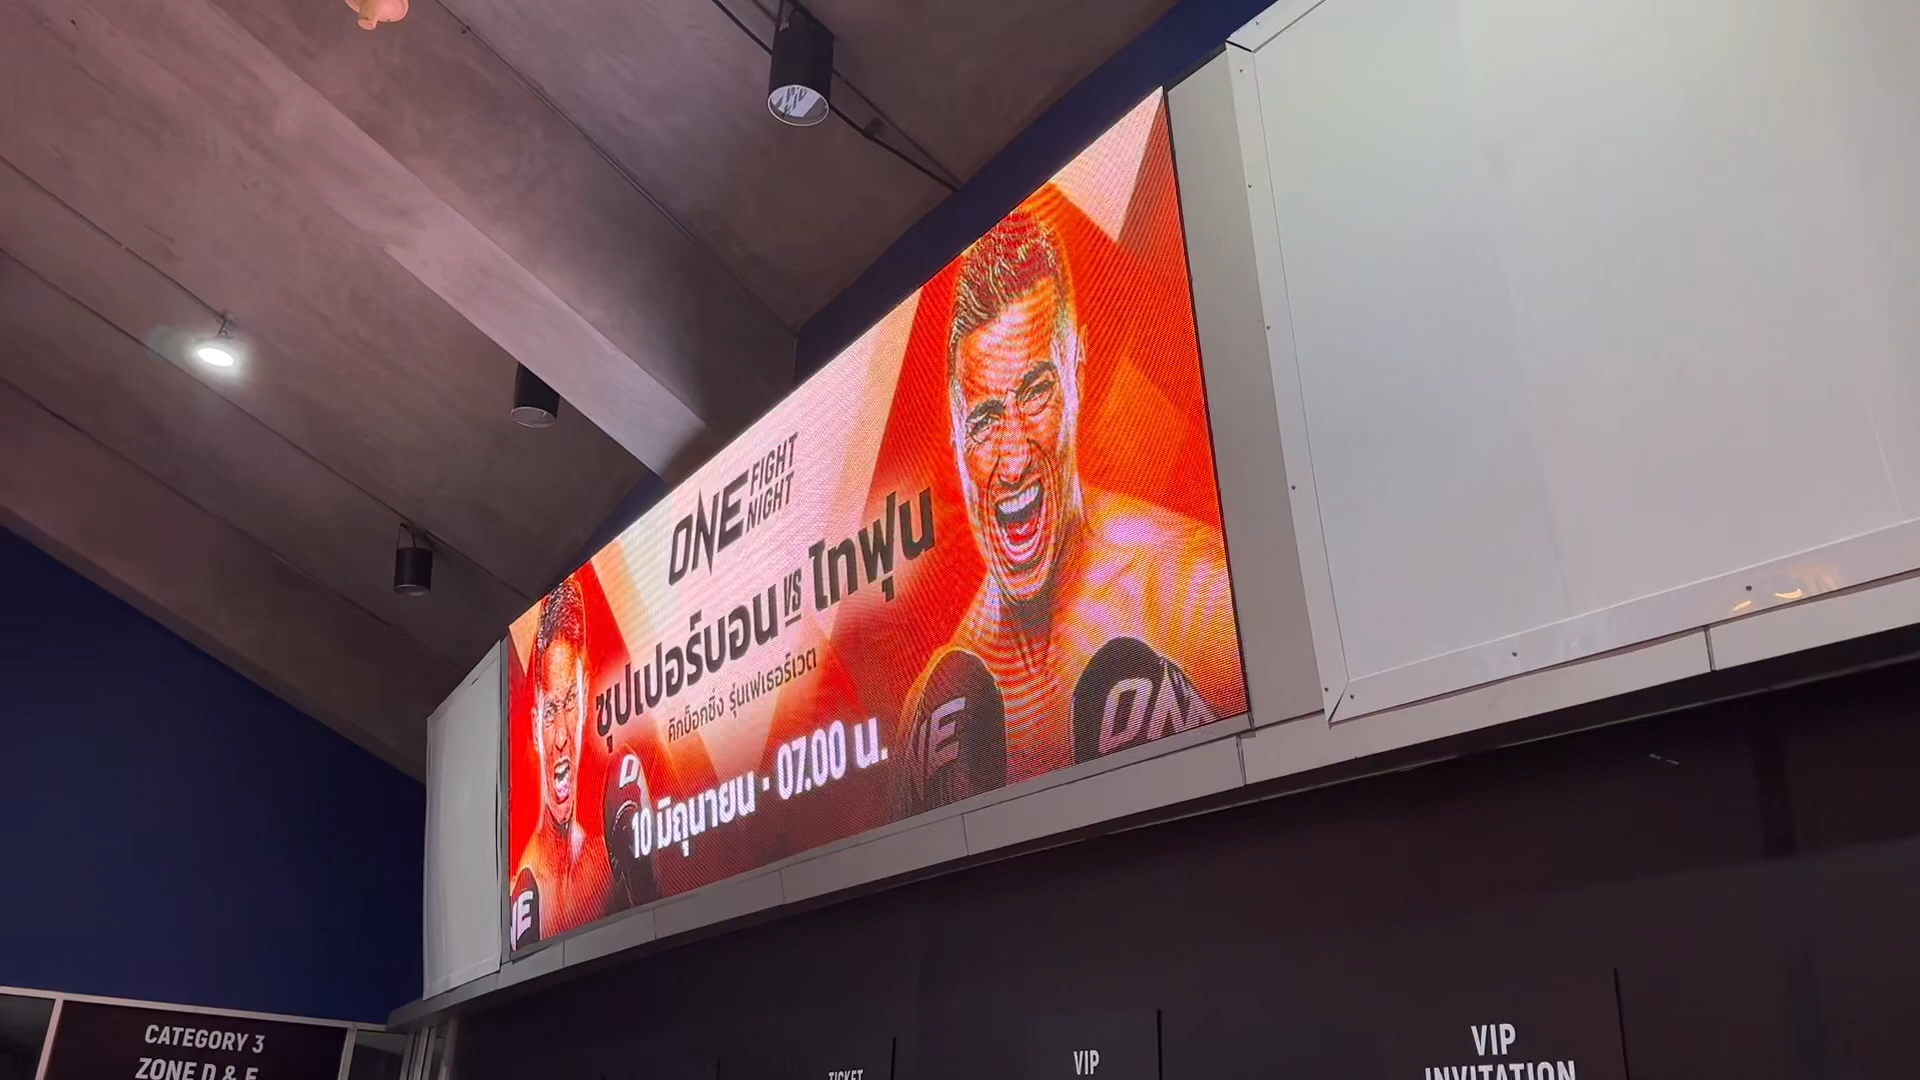 ONE FIGHT NIGHT
ซุปเปอร์บอน VS ไทฟุน
คิกบ็อกซิ่ง รุ่นเฟเธอร์เวต
10 มิถุนายน · 07.00 น.
ONE
CATEGORY 3
ZONE D & E
TICKET
VIP
VIP
INVITATION